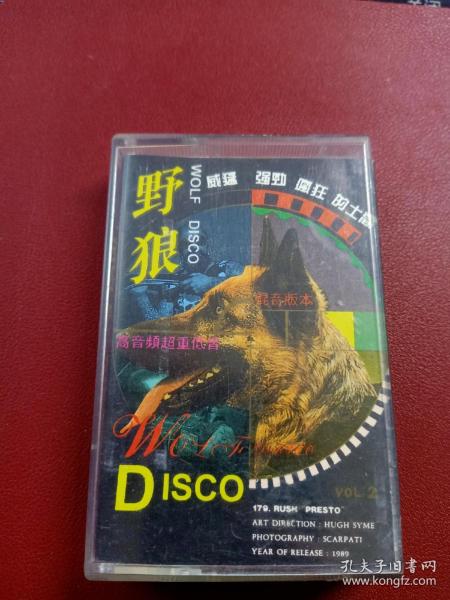 野狼
WOLF DISCO
威猛 强勁 瘋狂 的士高
混音版本
高音頻超重低音
DISCO
VOL.2
179. RUSH "PRESTO"
ART DIRECTION : HUGH SYME
PHOTOGRAPHY : SCARPATI
YEAR OF RELEASE : 1989
孔夫子旧书网
www.kongfz.com